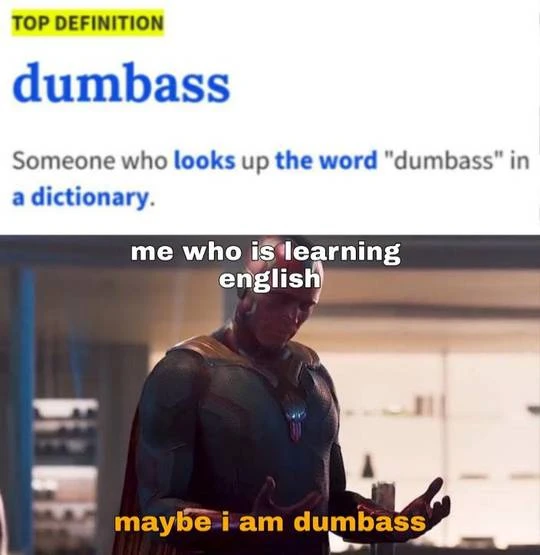 TOP DEFINITION
dumbass
Someone who looks up the word "dumbass" in
a dictionary.
me who is learning
english
maybe i am dumbass